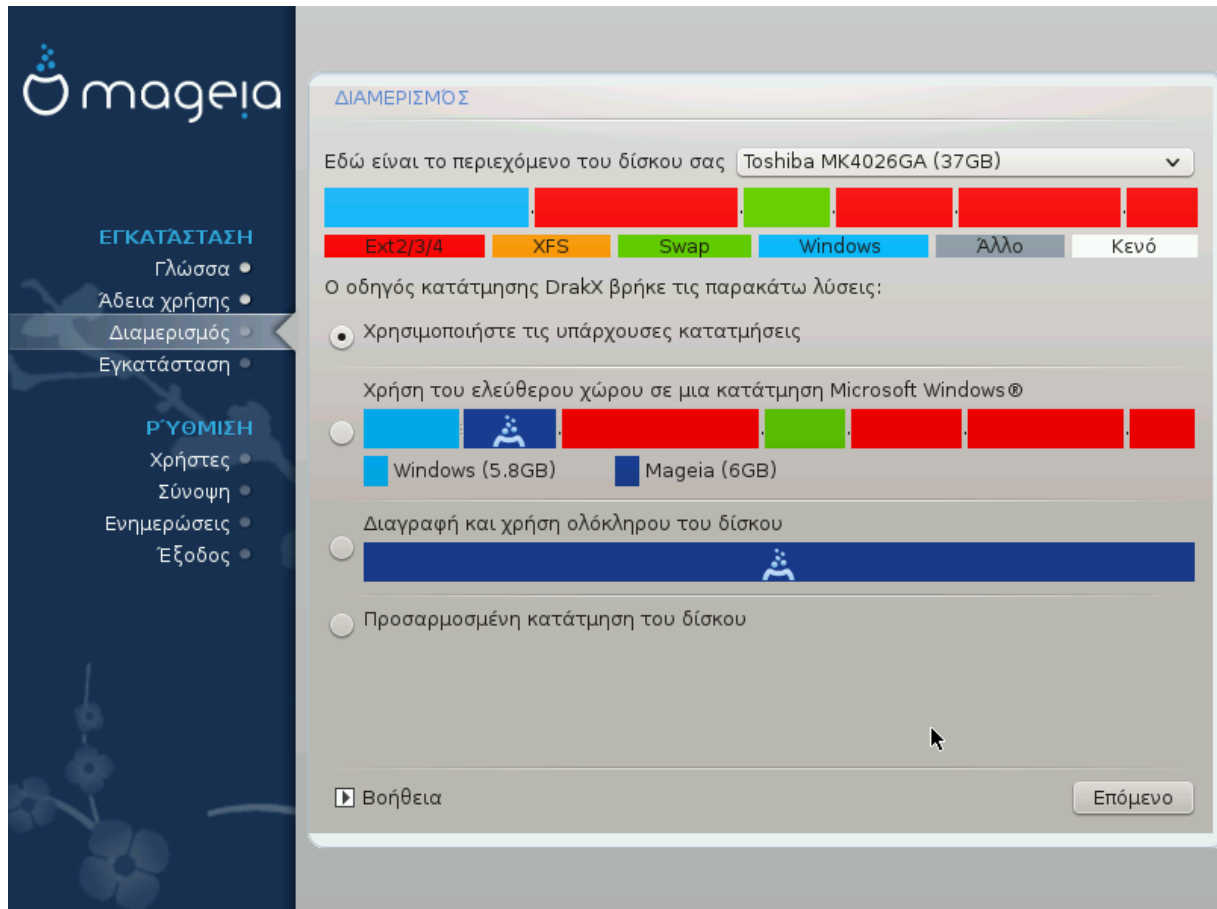 mageia
ΕΓΚΑΤΆΣΤΑΣΗ
Γλώσσα
Άδεια χρήσης
Διαμερισμός
Εγκατάσταση
ΡΎΘΜΙΣΗ
Χρήστες
Σύνοψη
Ενημερώσεις
Έξοδος
ΔΙΑΜΕΡΙΣΜΌΣ
Εδώ είναι το περιεχόμενο του δίσκου σας Toshiba MK4026GA (37GB)
Ext2/3/4 XFS Swap Windows Άλλο Κενό
Ο οδηγός κατάτμησης DrakX βρήκε τις παρακάτω λύσεις:
Χρησιμοποιήστε τις υπάρχουσες κατατμήσεις
Χρήση του ελεύθερου χώρου σε μια κατάτμηση Microsoft Windows®
Windows (5.8GB) Mageia (6GB)
Διαγραφή και χρήση ολόκληρου του δίσκου
Προσαρμοσμένη κατάτμηση του δίσκου
Βοήθεια Επόμενο